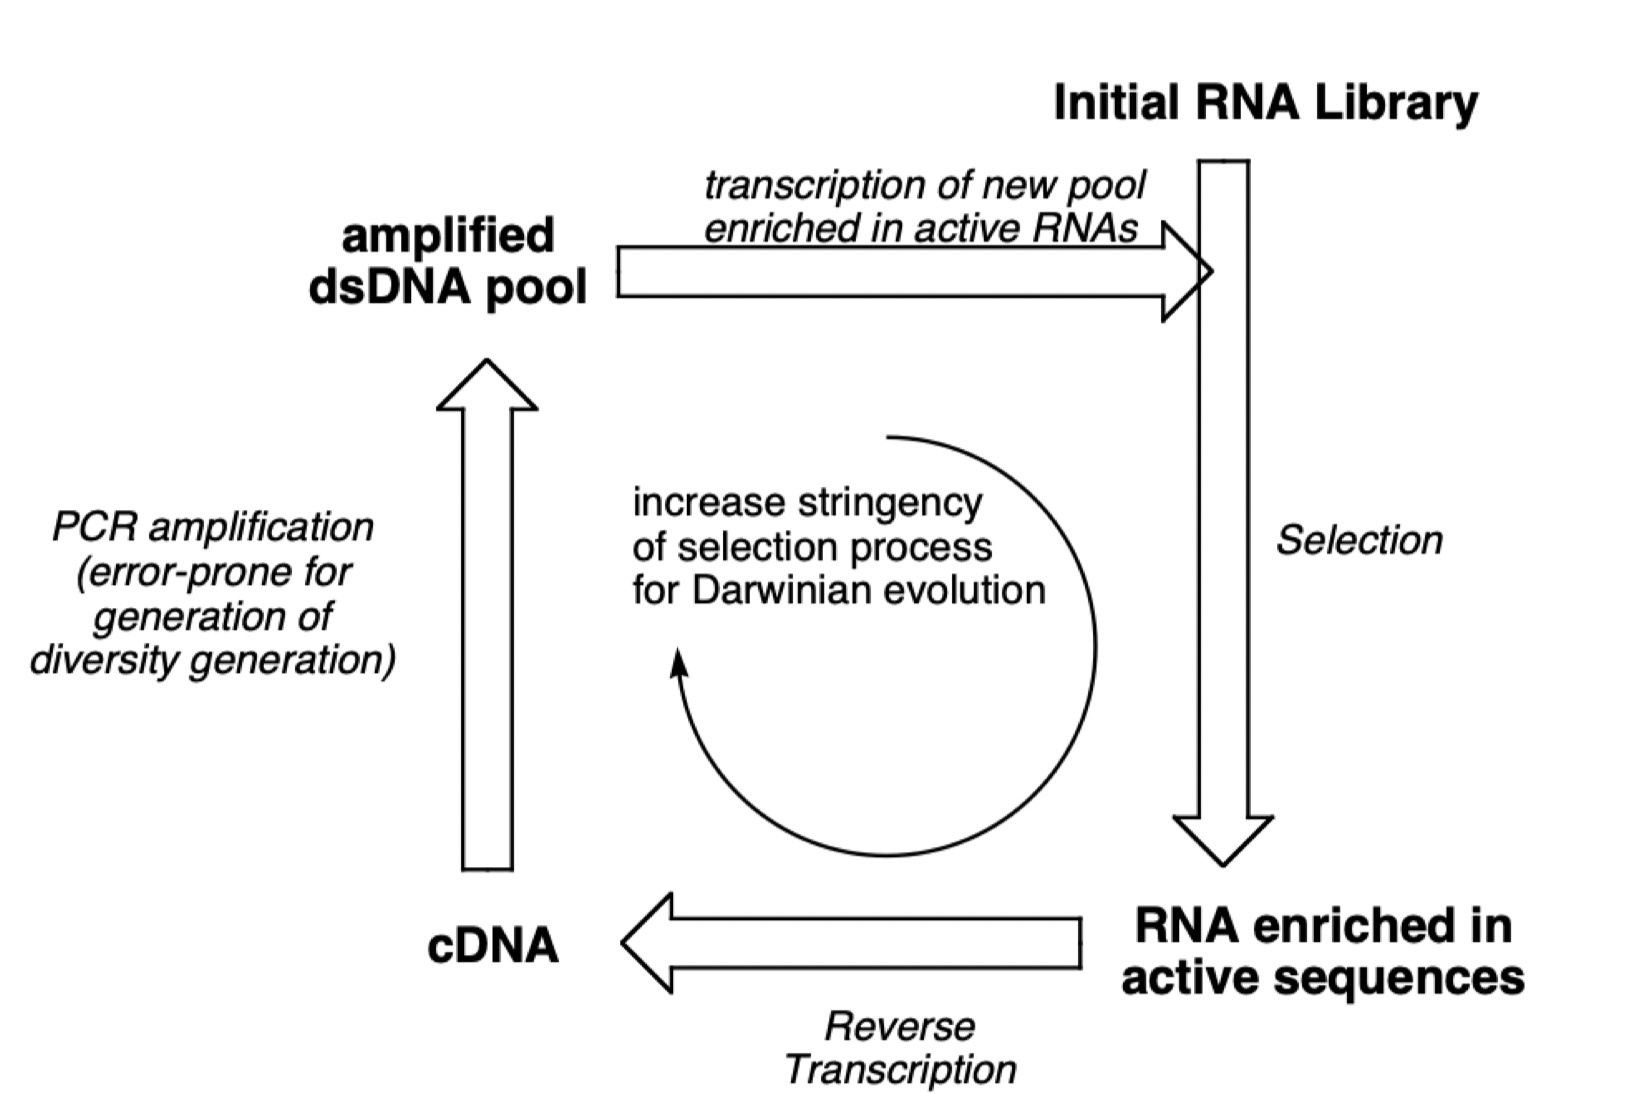 Initial RNA Library
transcription of new pool
enriched in active RNAs
amplified
dsDNA pool
increase stringency
of selection process
for Darwinian evolution
Selection
PCR amplification
(error-prone for
generation of
diversity generation)
cDNA
RNA enriched in
active sequences
Reverse
Transcription